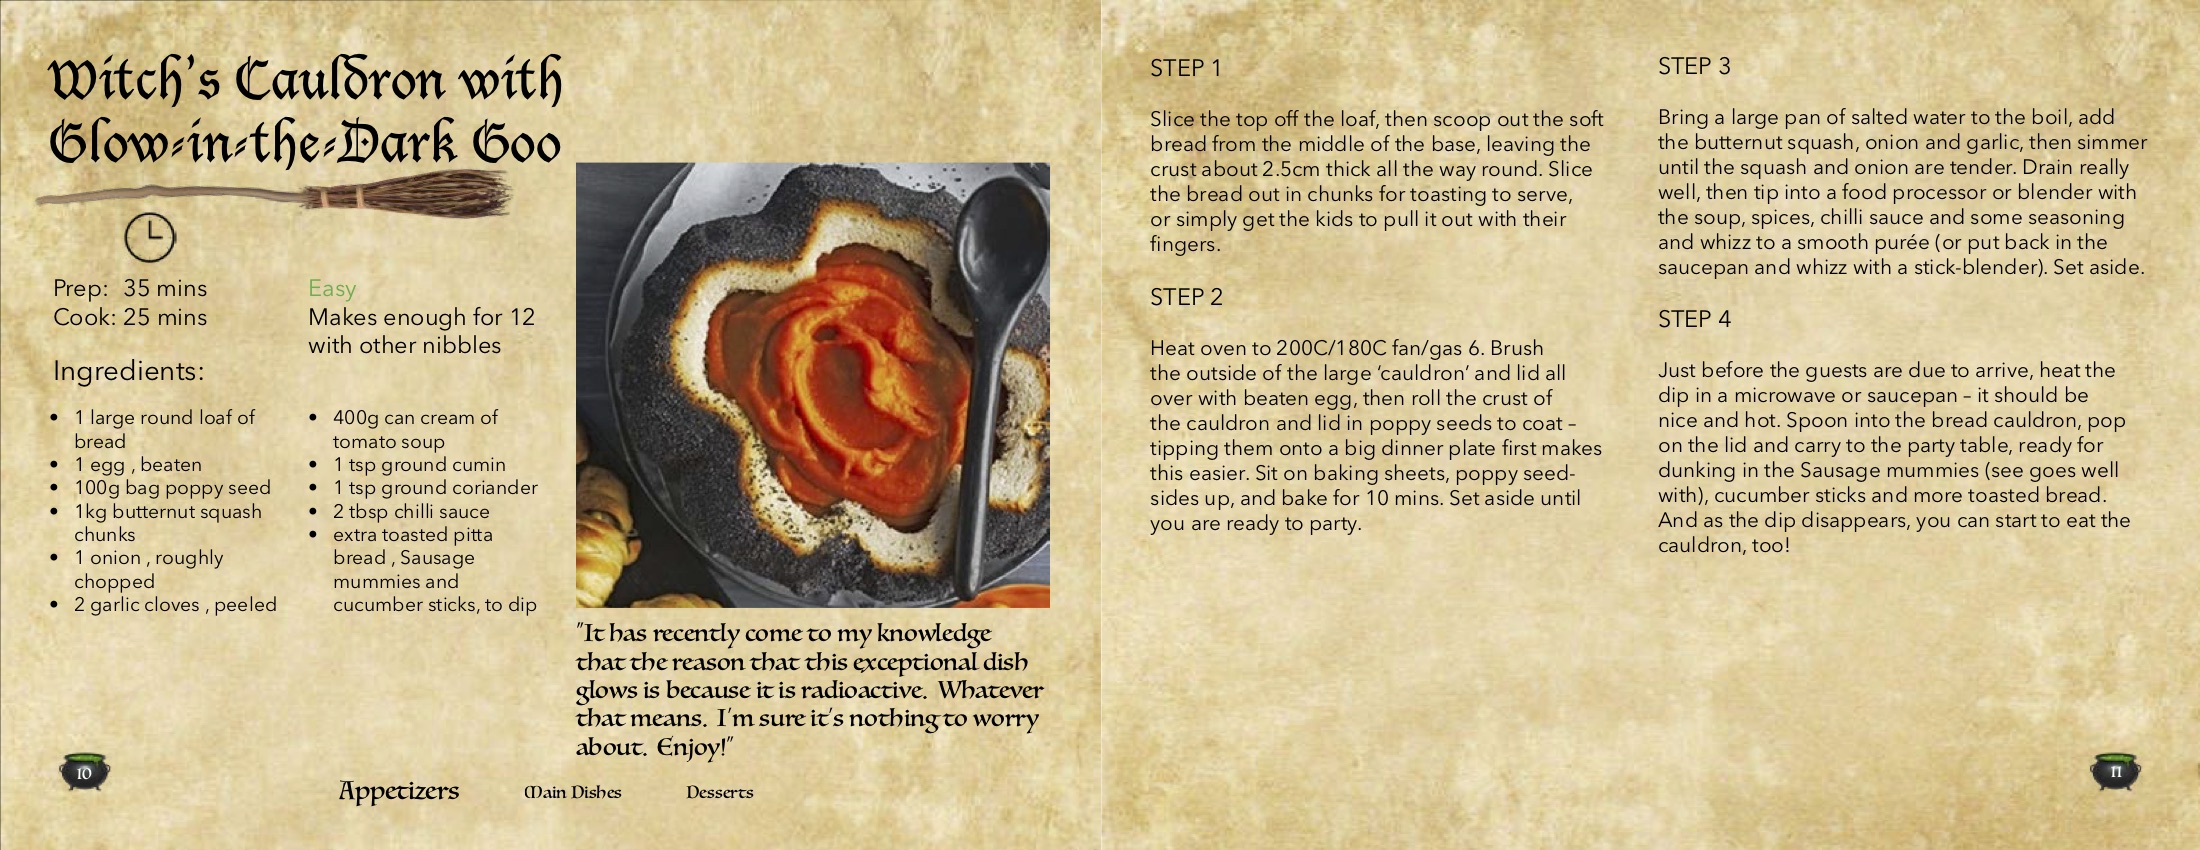 Witch's Cauldron with
Glow-in-the-Dark Goo
Prep: 35 mins
Cook: 25 mins
Easy
Makes enough for 12
with other nibbles
Ingredients:
• 1 large round loaf of
bread
• 1 egg , beaten
• 100g bag poppy seed
• 1kg butternut squash
chunks
• 1 onion , roughly
chopped
• 2 garlic cloves , peeled
• 400g can cream of
tomato soup
• 1 tsp ground cumin
• 1 tsp ground coriander
• 2 tbsp chilli sauce
• extra toasted pitta
bread , Sausage
mummies and
cucumber sticks, to dip
"It has recently come to my knowledge
that the reason that this exceptional dish
glows is because it is radioactive. Whatever
that means. I'm sure it's nothing to worry
about. Enjoy!"
10
Appetizers
Main Dishes
Desserts
STEP 1
Slice the top off the loaf, then scoop out the soft
bread from the middle of the base, leaving the
crust about 2.5cm thick all the way round. Slice
the bread out in chunks for toasting to serve,
or simply get the kids to pull it out with their
fingers.
STEP 2
Heat oven to 200C/180C fan/gas 6. Brush
the outside of the large ‘cauldron’ and lid all
over with beaten egg, then roll the crust of
the cauldron and lid in poppy seeds to coat –
tipping them onto a big dinner plate first makes
this easier. Sit on baking sheets, poppy seed-
sides up, and bake for 10 mins. Set aside until
you are ready to party.
STEP 3
Bring a large pan of salted water to the boil, add
the butternut squash, onion and garlic, then simmer
until the squash and onion are tender. Drain really
well, then tip into a food processor or blender with
the soup, spices, chilli sauce and some seasoning
and whizz to a smooth purée (or put back in the
saucepan and whizz with a stick-blender). Set aside.
STEP 4
Just before the guests are due to arrive, heat the
dip in a microwave or saucepan – it should be
nice and hot. Spoon into the bread cauldron, pop
on the lid and carry to the party table, ready for
dunking in the Sausage mummies (see goes well
with), cucumber sticks and more toasted bread.
And as the dip disappears, you can start to eat the
cauldron, too!
11